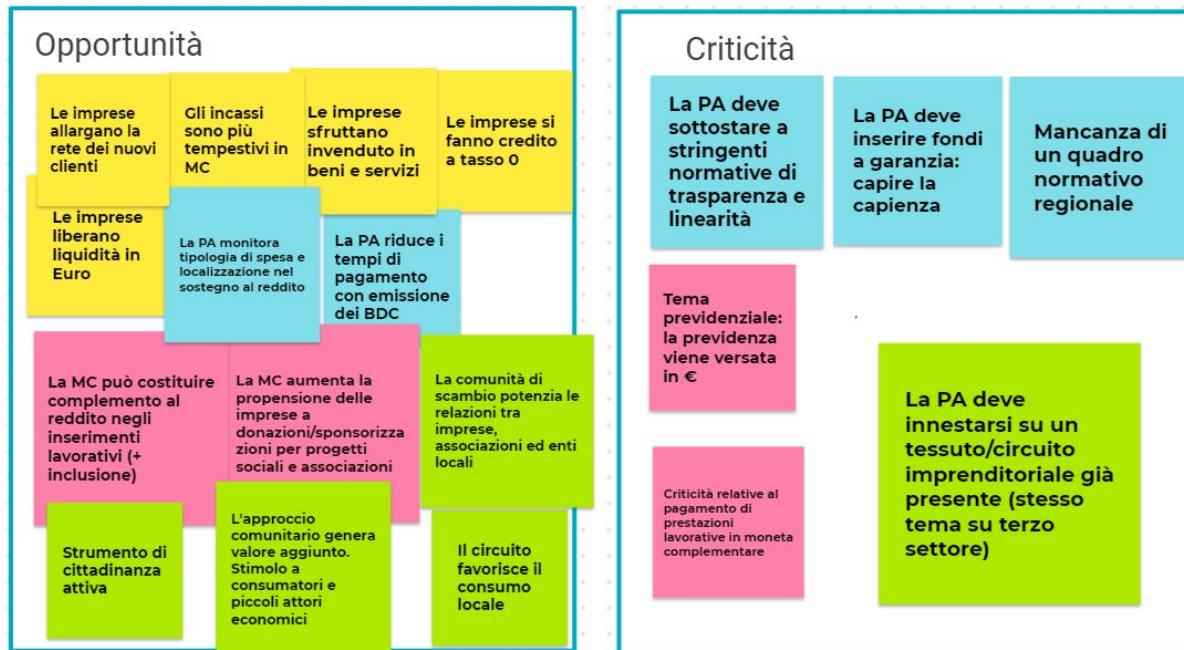 Opportunità
Le imprese
allargano la
rete dei nuovi
clienti
Gli incassi
sono più
tempestivi in
MC
Le imprese
sfruttano
invenduto in
beni e servizi
Le imprese si
fanno credito
a tasso 0
Le imprese
liberano
liquidità in
Euro
La PA monitora
tipologia di spesa e
localizzazione nel
sostegno al reddito
La PA riduce i
tempi di
pagamento
con emissione
dei BDC
La MC può costituire
complemento al
reddito negli
inserimenti
lavorativi (+
inclusione)
La MC aumenta la
propensione delle
imprese a
donazioni/sponsorizza
zioni per progetti
sociali e associazioni
La comunità di
scambio potenzia le
relazioni tra
imprese,
associazioni ed enti
locali
Strumento di
cittadinanza
attiva
L'approccio
comunitario genera
valore aggiunto.
Stimolo a
consumatori e
piccoli attori
economici
Il circuito
favorisce il
consumo
locale
Criticità
La PA deve
sottostare a
stringenti
normative di
trasparenza e
linearità
La PA deve
inserire fondi
a garanzia:
capire la
capienza
Mancanza di
un quadro
normativo
regionale
Tema
previdenziale:
la previdenza
viene versata
in €
Criticità relative al
pagamento di
prestazioni
lavorative in moneta
complementare
La PA deve
innestarsi su un
tessuto/circuito
imprenditoriale già
presente (stesso
tema su terzo
settore)